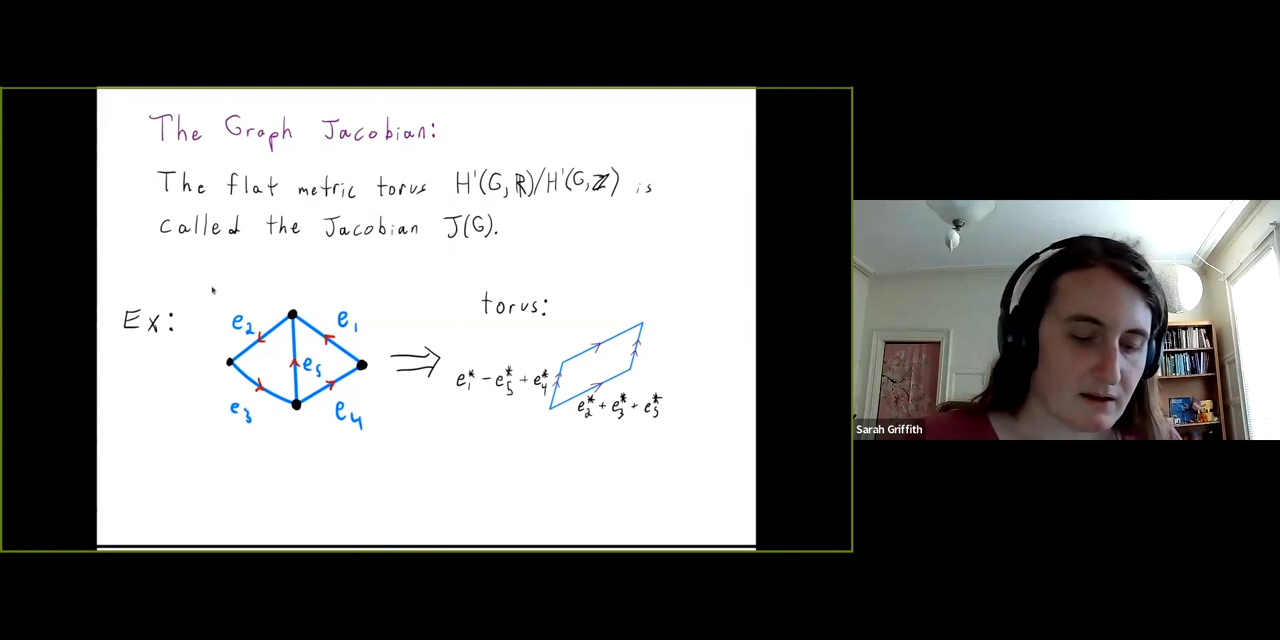 The Graph Jacobian:
The flat metric torus H¹(G, ℝ)/H¹(G, ℤ) is
called the Jacobian J(G).
Ex:
e₂
e₁
e₅
e₃
e₄
torus:
e₁* - e₅* + e₄*
e₂* + e₃* + e₅*
Sarah Griffith